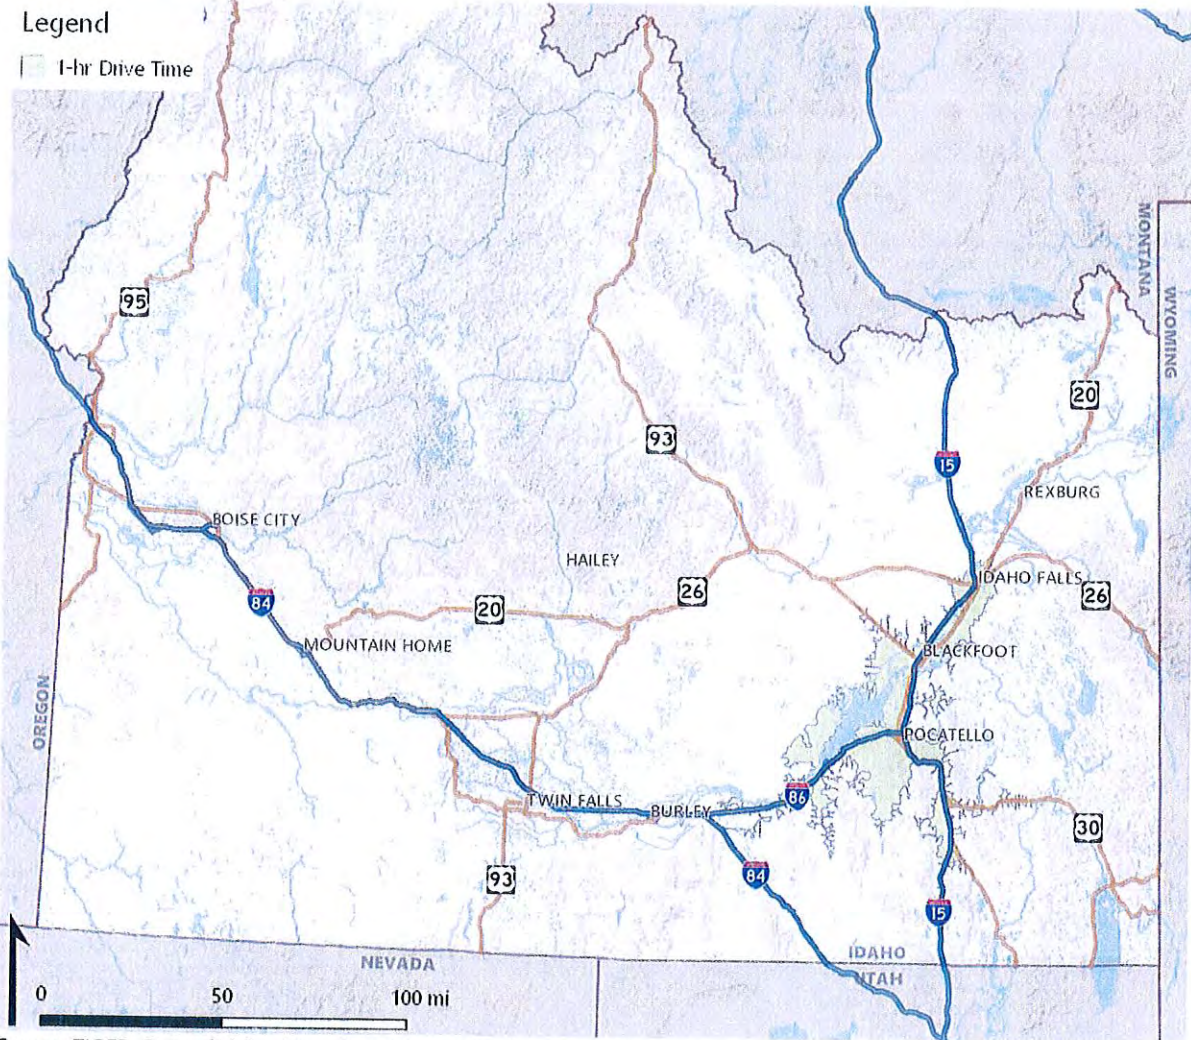 Legend
1-hr Drive Time
MONTANA
WYOMING
95
20
93
15
REXBURG
BOISE CITY
HAILEY
IDAHO FALLS
26
26
84
20
MOUNTAIN HOME
BLACKFOOT
OREGON
POCATELLO
86
TWIN FALLS
BURLEY
30
93
84
15
IDAHO
NEVADA
UTAH
0 50 100 mi